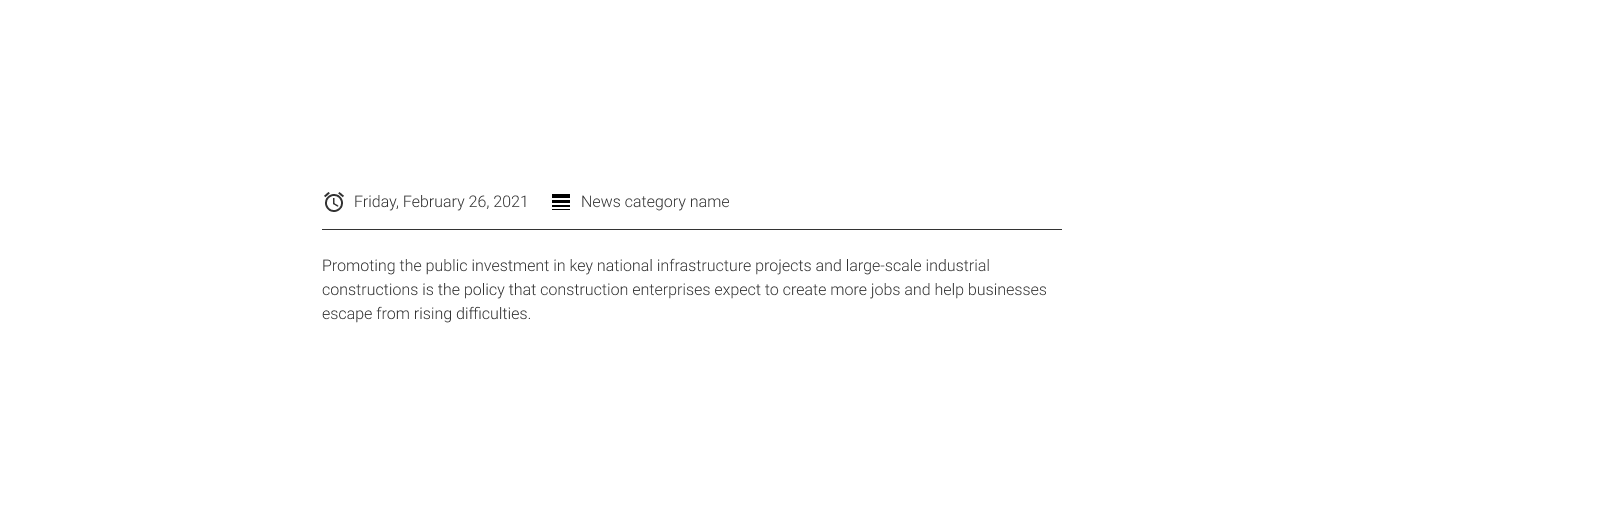 Friday, February 26, 2021 News category name
Promoting the public investment in key national infrastructure projects and large-scale industrial
constructions is the policy that construction enterprises expect to create more jobs and help businesses
escape from rising difficulties.